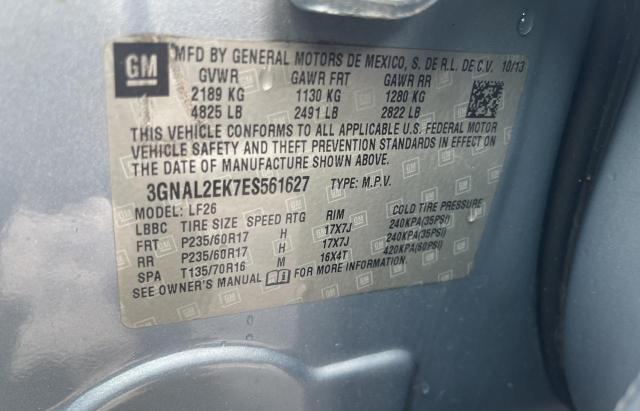 GM
MFD BY GENERAL MOTORS DE MEXICO, S. DE R.L. DE C.V. 10/13
GVWR GAWR FRT GAWR RR
2189 KG 1130 KG 1280 KG
4825 LB 2491 LB 2822 LB
THIS VEHICLE CONFORMS TO ALL APPLICABLE U.S. FEDERAL MOTOR
VEHICLE SAFETY AND THEFT PREVENTION STANDARDS IN EFFECT ON
THE DATE OF MANUFACTURE SHOWN ABOVE.
3GNAL2EK7ES561627 TYPE: M.P.V.
MODEL: LF26
LBBC TIRE SIZE SPEED RTG RIM COLD TIRE PRESSURE
FRT P235/60R17 H 17X7J 240KPA(35PSI)
RR P235/60R17 H 17X7J 240KPA(35PSI)
SPA T135/70R16 M 16X4T 420KPA(60PSI)
SEE OWNER'S MANUAL FOR MORE INFORMATION.